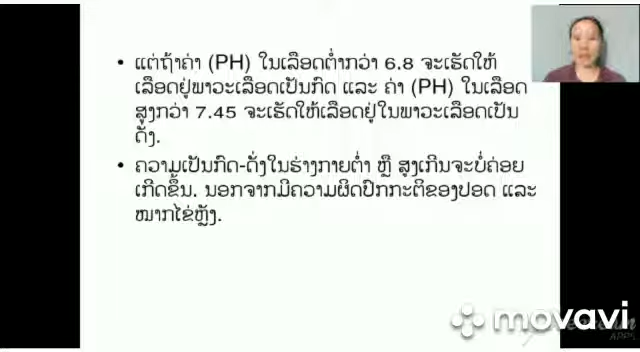 • ແຕ່ຖ້າຄ່າ (PH) ໃນເລືອດຕ່ຳກວ່າ 6.8 ຈະເຮັດໃຫ້
ເລືອດຢູ່ພາວະເລືອດເປັນກົດ ແລະ ຄ່າ (PH) ໃນເລືອດ
ສູງກວ່າ 7.45 ຈະເຮັດໃຫ້ເລືອດຢູ່ໃນພາວະເລືອດເປັນ
ດັ່ງ.
• ຄວາມເປັນກົດ-ດັ່ງໃນຮ່າງກາຍຕ່ຳ ຫຼື ສູງເກີນຈະບໍ່ຄ່ອຍ
ເກີດຂຶ້ນ. ນອກຈາກມີຄວາມຜິດປົກກະຕິຂອງປອດ ແລະ
ໝາກໄຂ່ຫຼັງ.
movavi
APPS